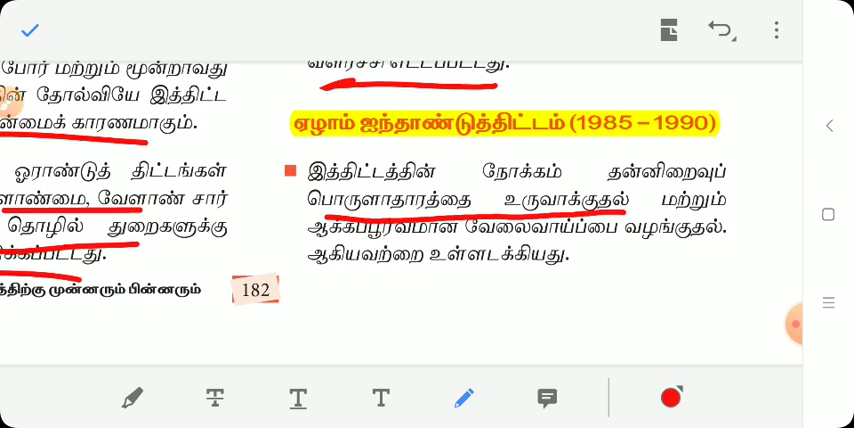 போர் மற்றும் மூன்றாவது
தோல்வியே இத்திட்ட
காரணமாகும்.
ஓராண்டுத் திட்டங்கள்
வேளாண் சார்
தொழில் துறைகளுக்கு
முன்னரும் பின்னரும்
182
ஏழாம் ஐந்தாண்டுத்திட்டம் (1985 – 1990)
இத்திட்டத்தின் நோக்கம் தன்னிறைவுப்
பொருளாதாரத்தை உருவாக்குதல் மற்றும்
ஆக்கப்பூர்வமான வேலைவாய்ப்பை வழங்குதல்.
ஆகியவற்றை உள்ளடக்கியது.